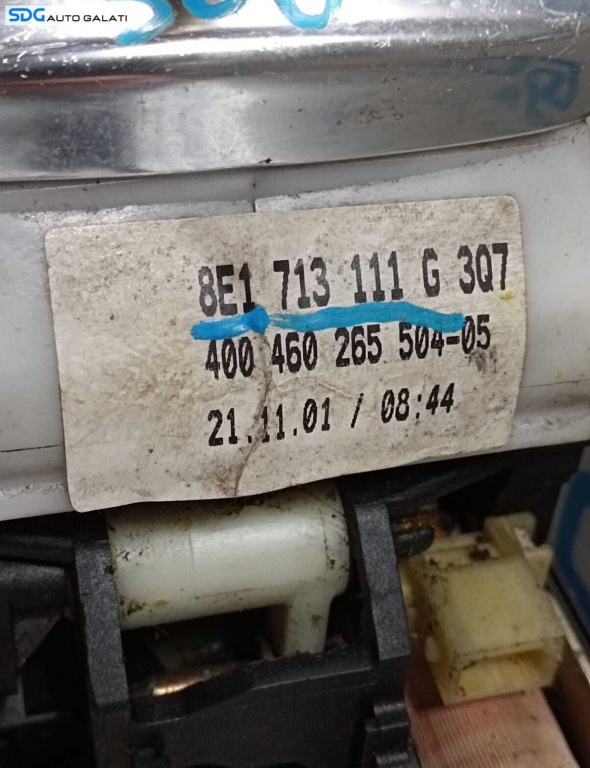 SDG AUTO GALATI
8E1 713 111 G 3Q7
400 460 265 504-05
21.11.01 / 08:44